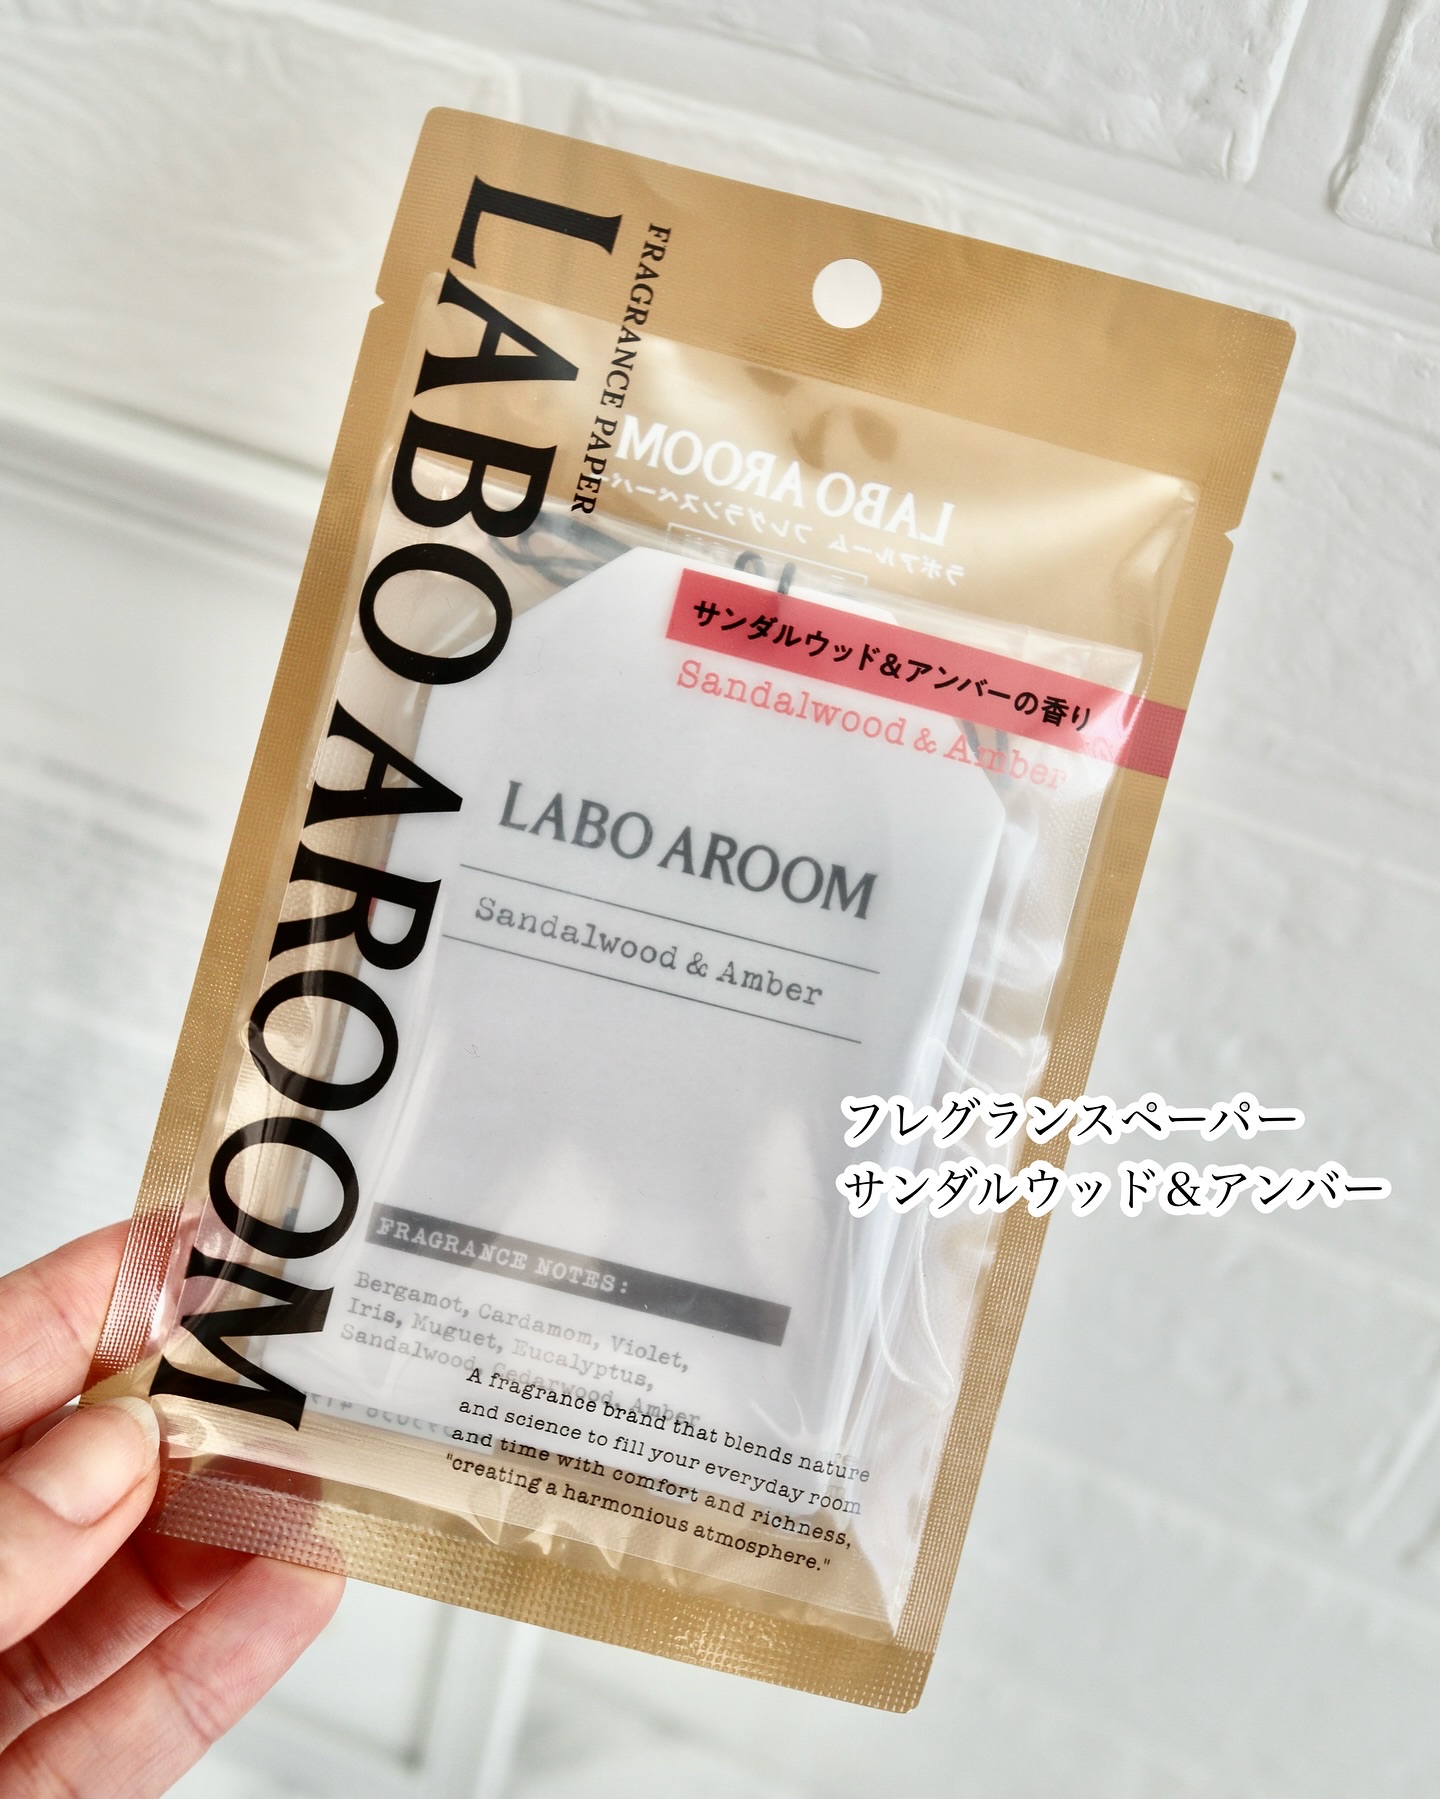 LABO AROOM
FRAGRANCE PAPER
LABO AROOM
ラボアルーム フレグランスペーパー
サンダルウッド&アンバーの香り
Sandalwood & Amber
LABO AROOM
Sandalwood & Amber
フレグランスペーパー
サンダルウッド&アンバー
FRAGRANCE NOTES:
Bergamot, Cardamom, Violet,
Iris, Muguet, Eucalyptus,
Sandalwood, Cedarwood, Amber
A fragrance brand that blends nature
and science to fill your everyday room
and time with comfort and richness,
"creating a harmonious atmosphere."